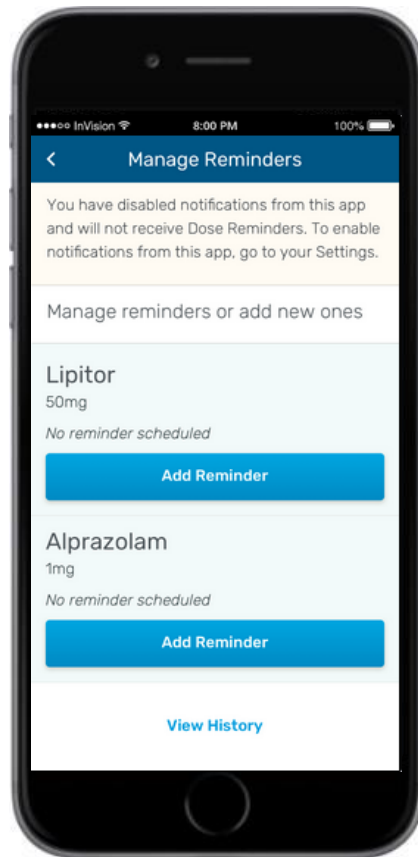 InVision 8:00 PM 100%
Manage Reminders
You have disabled notifications from this app
and will not receive Dose Reminders. To enable
notifications from this app, go to your Settings.
Manage reminders or add new ones
Lipitor
50mg
No reminder scheduled
Add Reminder
Alprazolam
1mg
No reminder scheduled
Add Reminder
View History